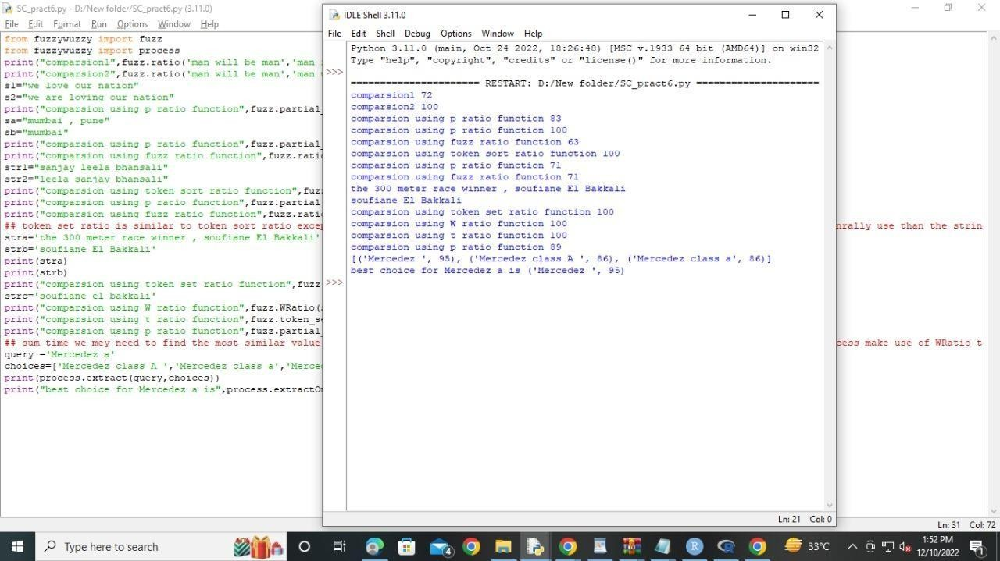 SC_pract6.py - D:/New folder/SC_pract6.py (3.11.0)
File Edit Format Run Options Window Help
from fuzzywuzzy import fuzz
from fuzzywuzzy import process
print("comparsion1",fuzz.ratio('man will be man','man
print("comparsion2",fuzz.ratio('man will be man','man
s1="we love our nation"
s2="we are loving our nation"
print("comparsion using p ratio function",fuzz.partial_
sa="mumbai , pune"
sb="mumbai"
print("comparsion using p ratio function",fuzz.partial_
print("comparsion using fuzz ratio function",fuzz.ratio
str1="sanjay leela bhansali"
str2="leela sanjay bhansali"
print("comparsion using token sort ratio function",fuz
print("comparsion using p ratio function",fuzz.partial_
print("comparsion using fuzz ratio function",fuzz.ratio
## token set ratio is similar to token sort ratio excep nrally use than the strin
stra='the 300 meter race winner , soufiane El Bakkali'
strb='soufiane El Bakkali'
print(stra)
print(strb)
print("comparsion using token set ratio function",fuzz
strc='soufiane el bakkali'
print("comparsion using W ratio function",fuzz.WRatio(
print("comparsion using t ratio function",fuzz.token_s
print("comparsion using p ratio function",fuzz.partial_
## sum time we mey need to find the most similar value cess make use of WRatio t
query ='Mercedez a'
choices=['Mercedez class A ','Mercedez class a','Merce
print(process.extract(query,choices))
print("best choice for Mercedez a is",process.extractO
Ln: 31 Col: 72
IDLE Shell 3.11.0
File Edit Shell Debug Options Window Help
Python 3.11.0 (main, Oct 24 2022, 18:26:48) [MSC v.1933 64 bit (AMD64)] on win32
Type "help", "copyright", "credits" or "license()" for more information.
>>>
====================== RESTART: D:/New folder/SC_pract6.py =====================
comparsion1 72
comparsion2 100
comparsion using p ratio function 83
comparsion using p ratio function 100
comparsion using fuzz ratio function 63
comparsion using token sort ratio function 100
comparsion using p ratio function 71
comparsion using fuzz ratio function 71
the 300 meter race winner , soufiane El Bakkali
soufiane El Bakkali
comparsion using token set ratio function 100
comparsion using W ratio function 100
comparsion using t ratio function 100
comparsion using p ratio function 89
[('Mercedez ', 95), ('Mercedez class A ', 86), ('Mercedez class a', 86)]
best choice for Mercedez a is ('Mercedez ', 95)
>>>
Ln: 21 Col: 0
Type here to search
4
R
R
33°C
1:52 PM
12/10/2022
1